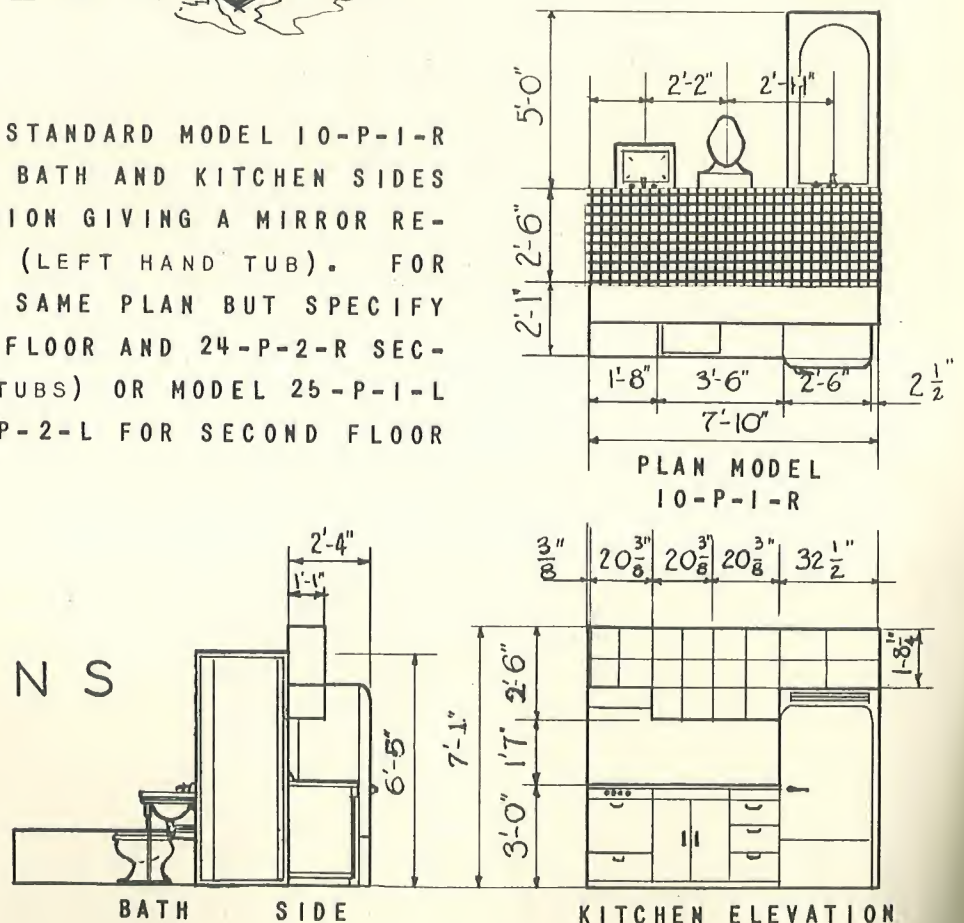 STANDARD MODEL 10-P-1-R
BATH AND KITCHEN SIDES
ION GIVING A MIRROR RE-
(LEFT HAND TUB). FOR
SAME PLAN BUT SPECIFY
FLOOR AND 24-P-2-R SEC-
TUBS) OR MODEL 25-P-1-L
P-2-L FOR SECOND FLOOR
5'-0"
2'-2"
2'-11"
2'-6"
2'-1"
1'-8"
3'-6"
2'-6"
2 1/2"
7'-10"
PLAN MODEL
10-P-1-R
NS
2'-4"
1'-1"
6'-5"
BATH SIDE
3/8"
20 3/8"
20 3/8"
20 3/8"
32 1/2"
7'-1"
2'-6"
1'7"
3'-0"
1-8 1/4"
KITCHEN ELEVATION